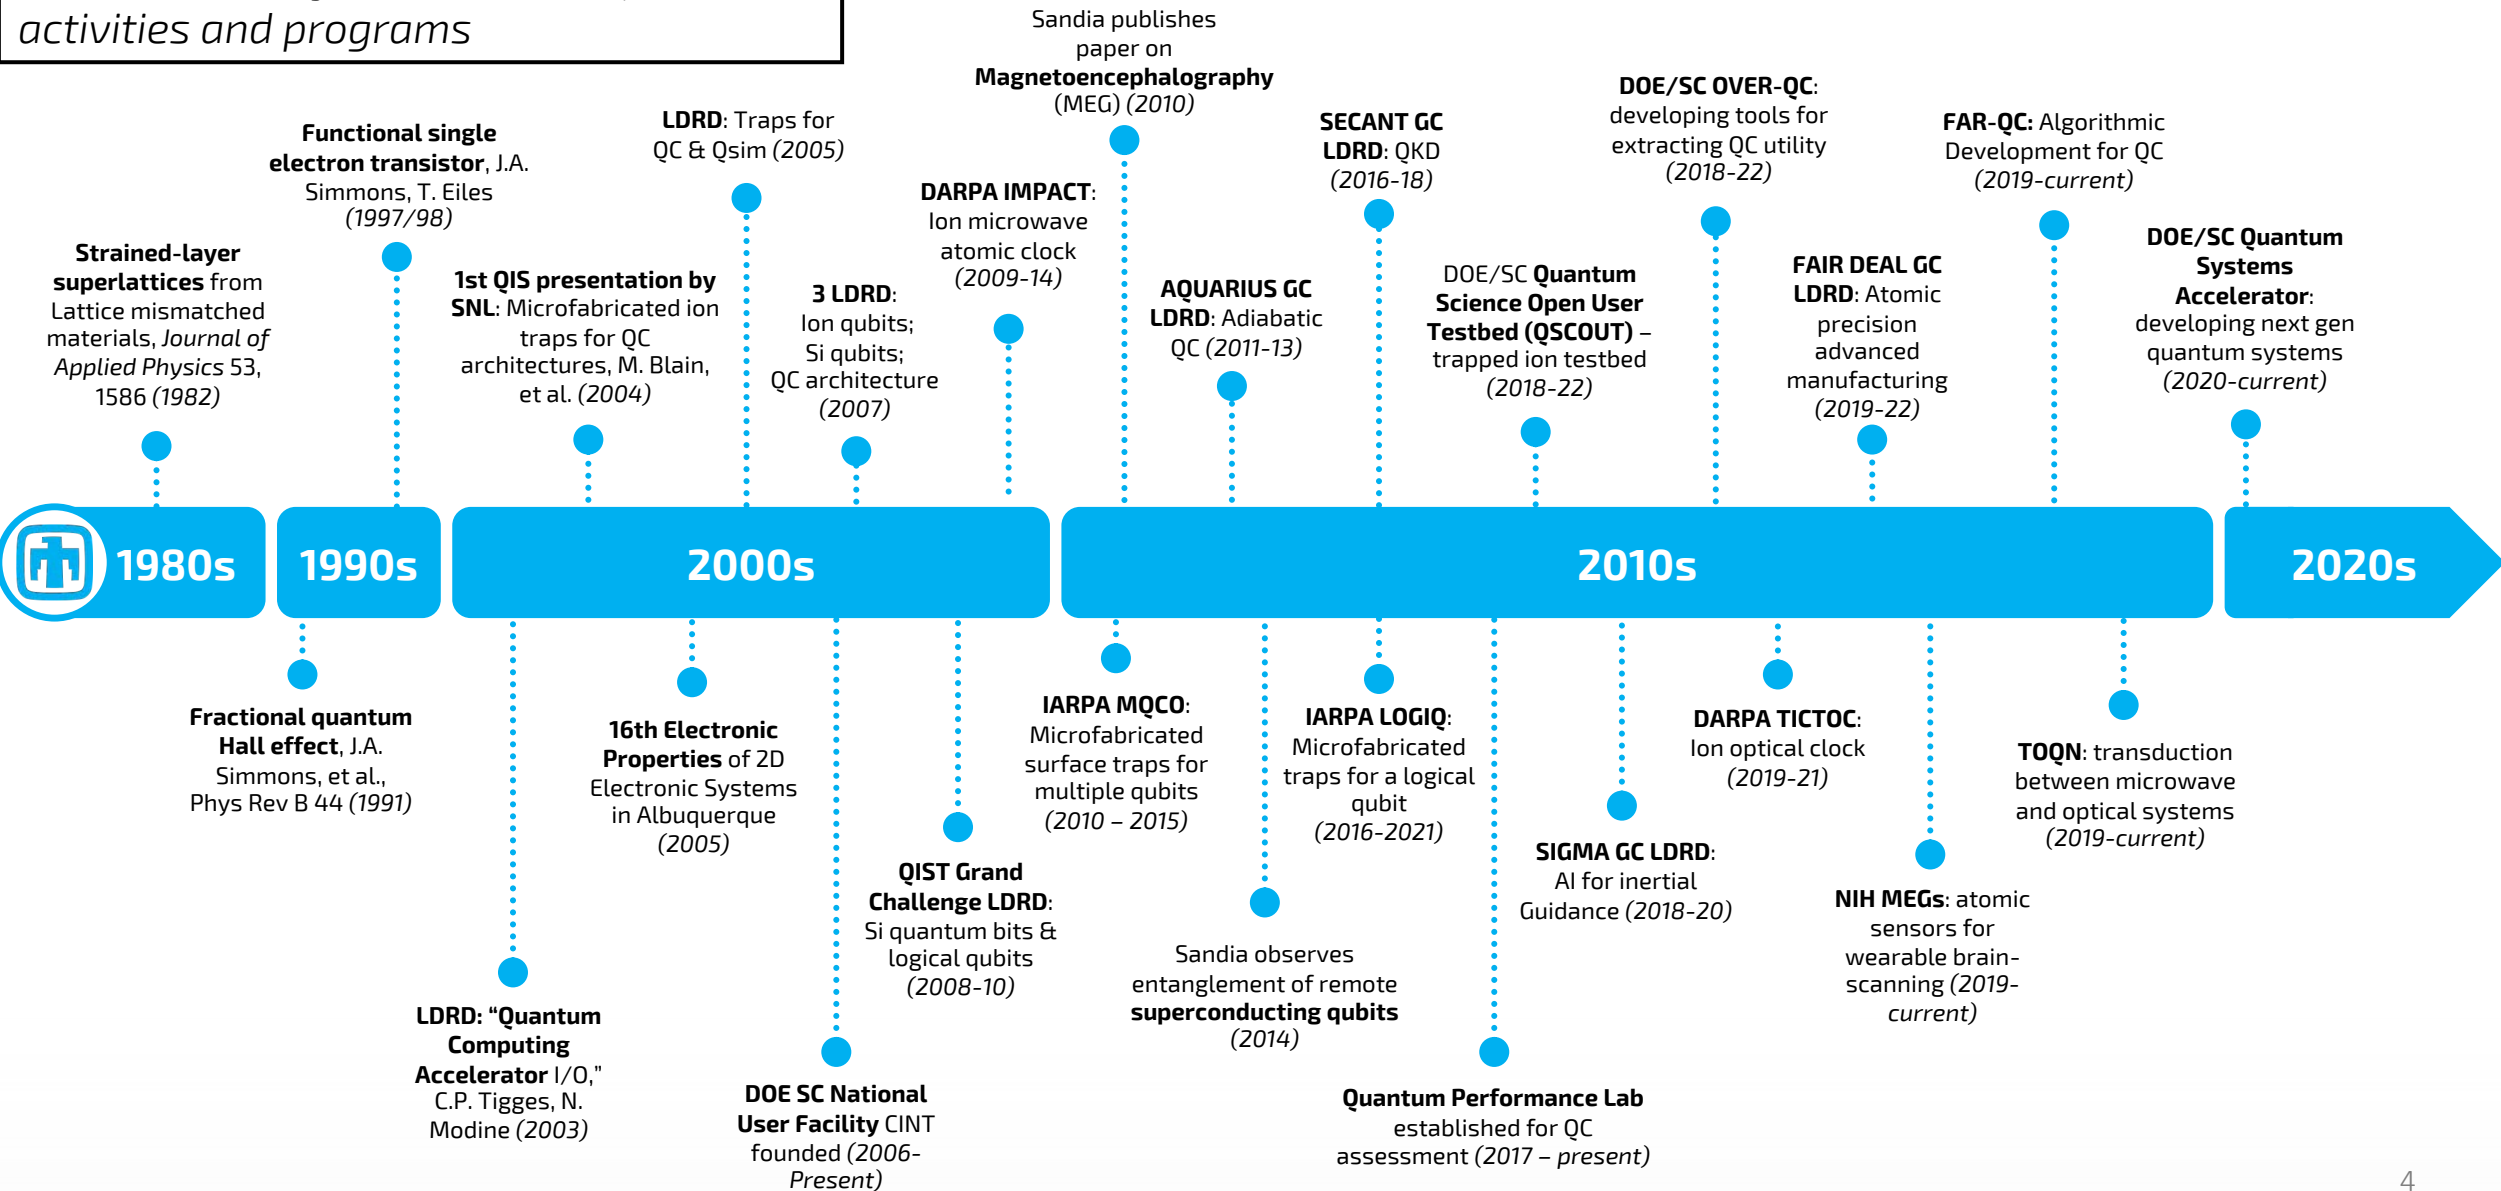 activities and programs
Strained-layer
superlattices from
Lattice mismatched
materials, Journal of
Applied Physics 53,
1586 (1982)
Functional single
electron transistor, J.A.
Simmons, T. Eiles
(1997/98)
1st QIS presentation by
SNL: Microfabricated ion
traps for QC
architectures, M. Blain,
et al. (2004)
LDRD: Traps for
QC & Qsim (2005)
3 LDRD:
Ion qubits;
Si qubits;
QC architecture
(2007)
DARPA IMPACT:
Ion microwave
atomic clock
(2009-14)
Sandia publishes
paper on
Magnetoencephalography
(MEG) (2010)
AQUARIUS GC
LDRD: Adiabatic
QC (2011-13)
SECANT GC
LDRD: QKD
(2016-18)
DOE/SC Quantum
Science Open User
Testbed (QSCOUT) –
trapped ion testbed
(2018-22)
DOE/SC OVER-QC:
developing tools for
extracting QC utility
(2018-22)
FAIR DEAL GC
LDRD: Atomic
precision
advanced
manufacturing
(2019-22)
FAR-QC: Algorithmic
Development for QC
(2019-current)
DOE/SC Quantum
Systems
Accelerator:
developing next gen
quantum systems
(2020-current)
1980s
1990s
2000s
2010s
2020s
Fractional quantum
Hall effect, J.A.
Simmons, et al.,
Phys Rev B 44 (1991)
LDRD: “Quantum
Computing
Accelerator I/O,”
C.P. Tigges, N.
Modine (2003)
16th Electronic
Properties of 2D
Electronic Systems
in Albuquerque
(2005)
DOE SC National
User Facility CINT
founded (2006-
Present)
QIST Grand
Challenge LDRD:
Si quantum bits &
logical qubits
(2008-10)
IARPA MQCO:
Microfabricated
surface traps for
multiple qubits
(2010 – 2015)
Sandia observes
entanglement of remote
superconducting qubits
(2014)
IARPA LOGIQ:
Microfabricated
traps for a logical
qubit
(2016-2021)
Quantum Performance Lab
established for QC
assessment (2017 – present)
SIGMA GC LDRD:
AI for inertial
Guidance (2018-20)
DARPA TICTOC:
Ion optical clock
(2019-21)
NIH MEGs: atomic
sensors for
wearable brain-
scanning (2019-
current)
TOQN: transduction
between microwave
and optical systems
(2019-current)
4